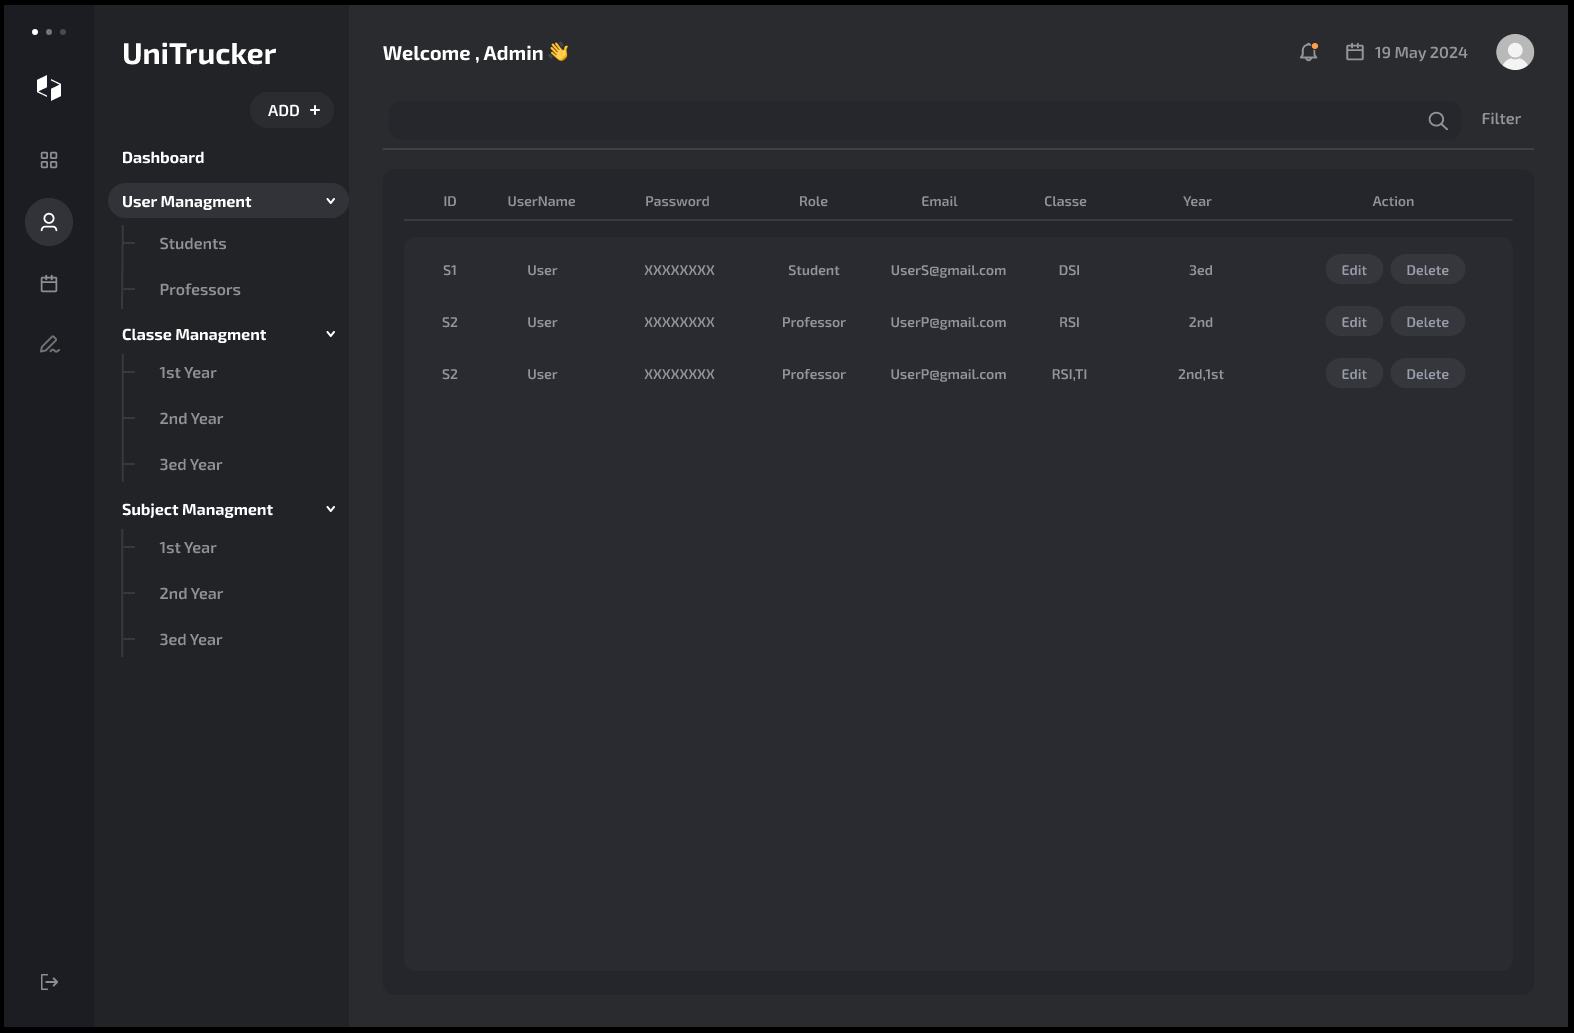 UniTrucker
ADD +
Dashboard
User Managment
Students
Professors
Classe Managment
1st Year
2nd Year
3ed Year
Subject Managment
1st Year
2nd Year
3ed Year
Welcome , Admin 👋
19 May 2024
Filter
ID UserName Password Role Email Classe Year Action
S1 User XXXXXXXX Student UserS@gmail.com DSI 3ed Edit Delete
S2 User XXXXXXXX Professor UserP@gmail.com RSI 2nd Edit Delete
S2 User XXXXXXXX Professor UserP@gmail.com RSI,TI 2nd,1st Edit Delete